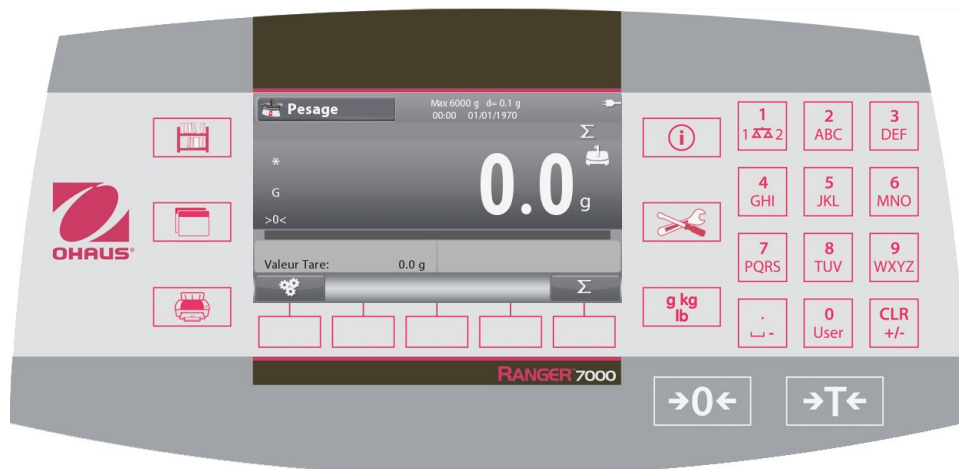 Pesage
Max 6000 g d= 0.1 g
00:00 01/01/1970
Σ
*
G
>0<
0.0 g
1
Valeur Tare: 0.0 g
Σ
OHAUS®
i
g kg
lb
1
1 2
2
ABC
3
DEF
4
GHI
5
JKL
6
MNO
7
PQRS
8
TUV
9
WXYZ
.
-
0
User
CLR
+/-
RANGER™7000
→0←
→T←